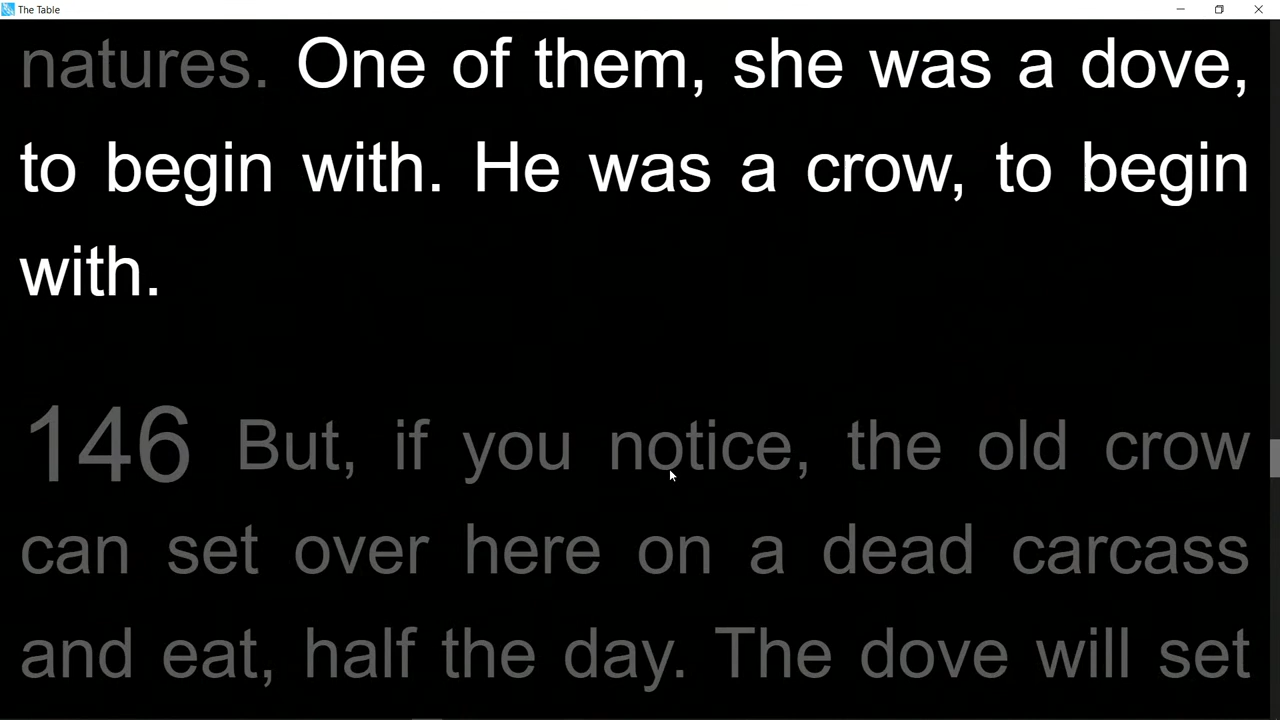 The Table
natures. One of them, she was a dove,
to begin with. He was a crow, to begin
with.
146 But, if you notice, the old crow
can set over here on a dead carcass
and eat, half the day. The dove will set